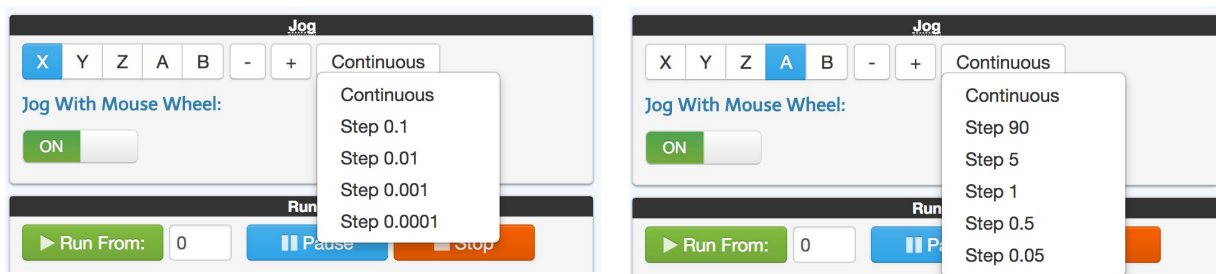 Jog
X Y Z A B - + Continuous
Continuous
Jog With Mouse Wheel:
Step 0.1
ON
Step 0.01
Step 0.001
Step 0.0001
Run
Run From: 0 Pause Stop
Jog
X Y Z A B - + Continuous
Continuous
Jog With Mouse Wheel:
Step 90
ON
Step 5
Step 1
Step 0.5
Step 0.05
Run
Run From: 0 Pa